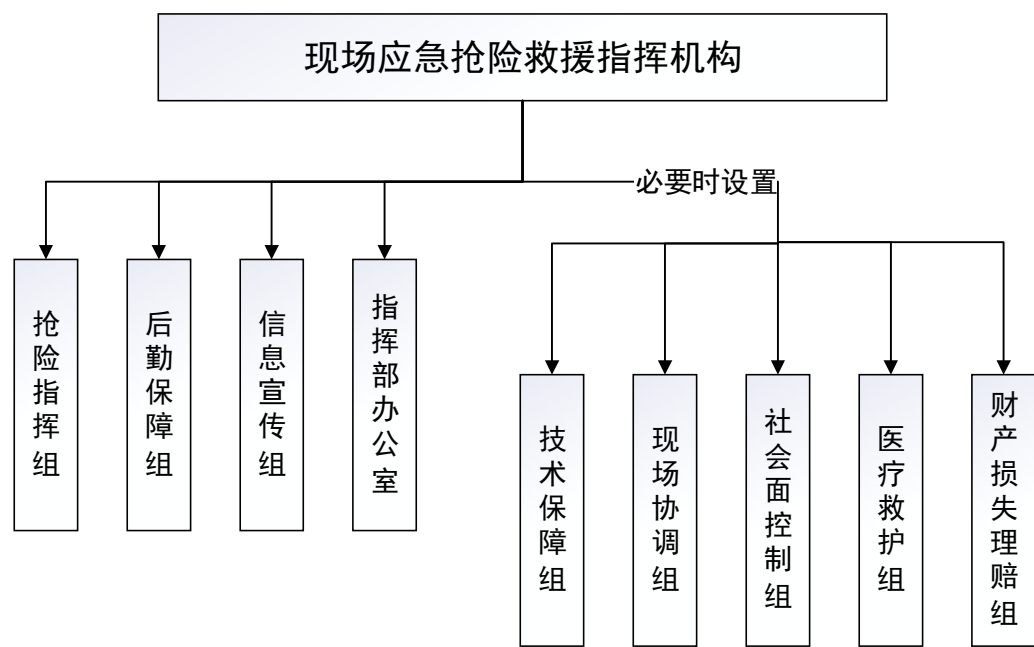 现场应急抢险救援指挥机构
必要时设置
抢险指挥组
后勤保障组
信息宣传组
指挥部办公室
技术保障组
现场协调组
社会面控制组
医疗救护组
财产损失理赔组